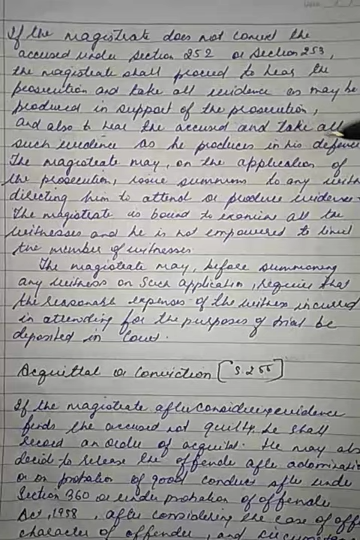 If the magistrate does not convict the
accused under Section 252 or Section 253,
the magistrate shall proceed to hear the
prosecution and take all evidence as may be
produced in support of the prosecution,
and also to hear the accused and take all
such evidence as he produces in his defence
The magistrate may, on the application of
the prosecution, issue summons to any witn
directing him to attend or produce evidence
The magistrate is bound to examine all the
witnesses and he is not empowered to limit
the member of witnesses
The magistrate may, before summoning
any witness on such application, require that
the reasonable expenses of the witness incurred
in attending for the purposes of trial be
deposited in Court.
Acquittal or Conviction [S.255]
If the magistrate after evidence
finds the accused not guilty, he shall
record an order of acquittal. He may als
decide to release the offender after
or on probation of good conduct after under
Section 360 or under probation of offender
Act, 1958, after considering the case of off
character of offender, and